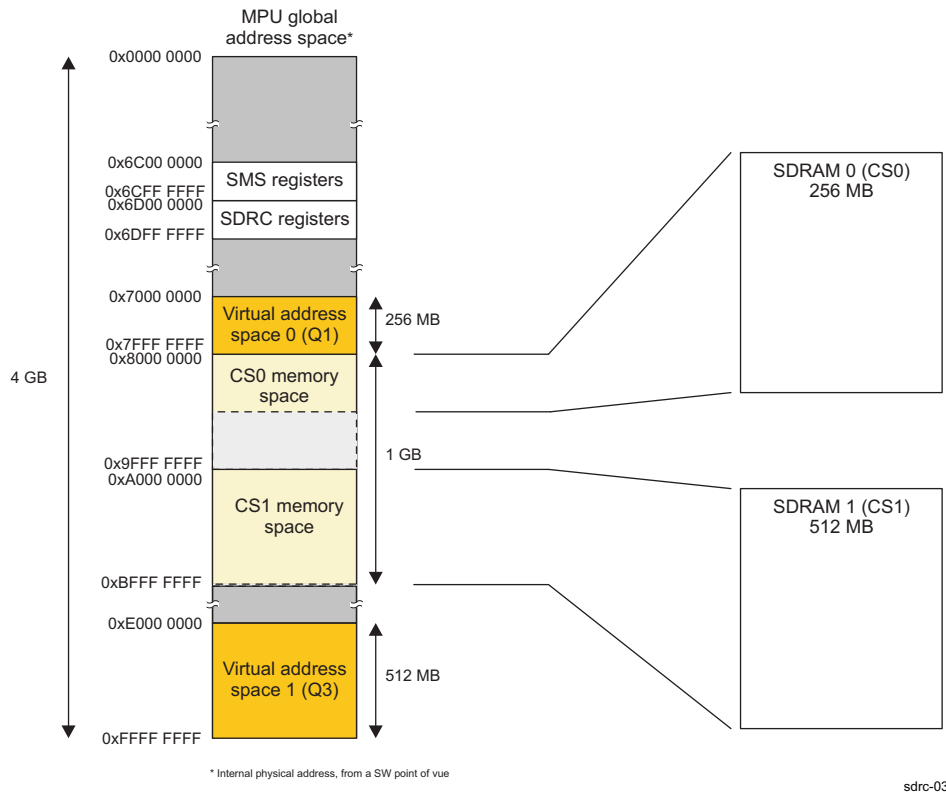 MPU global
address space*
0x0000 0000
0x6C00 0000
SMS registers
0x6CFF FFFF
0x6D00 0000
SDRC registers
0x6DFF FFFF
0x7000 0000
Virtual address
space 0 (Q1)
256 MB
0x7FFF FFFF
0x8000 0000
4 GB
CS0 memory
space
1 GB
0x9FFF FFFF
0xA000 0000
CS1 memory
space
0xBFFF FFFF
0xE000 0000
Virtual address
space 1 (Q3)
512 MB
0xFFFF FFFF
SDRAM 0 (CS0)
256 MB
SDRAM 1 (CS1)
512 MB
* Internal physical address, from a SW point of vue
sdrc-03